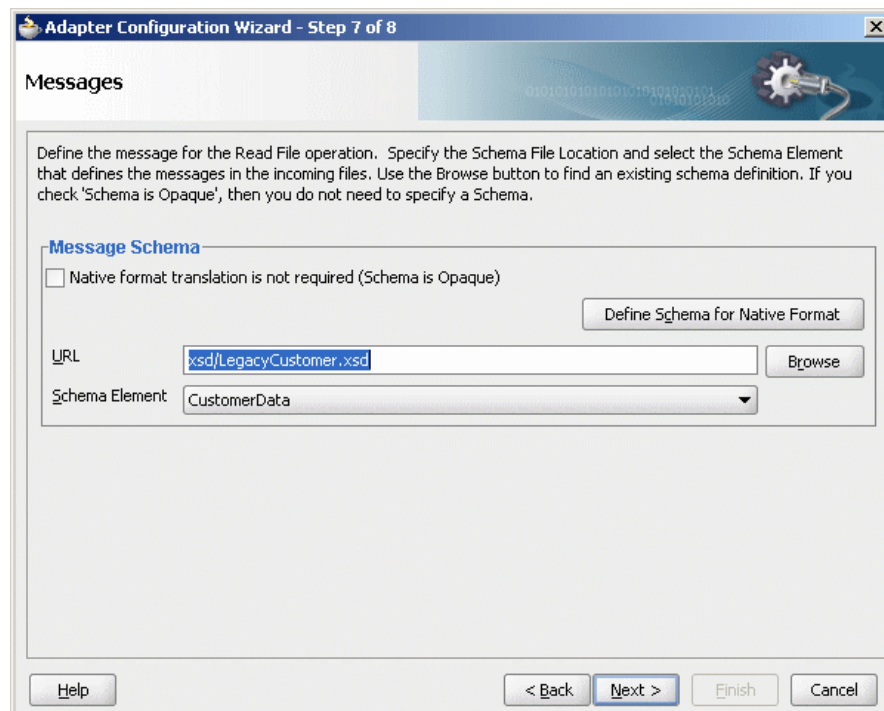 Adapter Configuration Wizard - Step 7 of 8
Messages
Define the message for the Read File operation. Specify the Schema File Location and select the Schema Element
that defines the messages in the incoming files. Use the Browse button to find an existing schema definition. If you
check 'Schema is Opaque', then you do not need to specify a Schema.
Message Schema
Native format translation is not required (Schema is Opaque)
Define Schema for Native Format
URL
xsd/LegacyCustomer.xsd
Browse
Schema Element
CustomerData
Help
< Back
Next >
Finish
Cancel